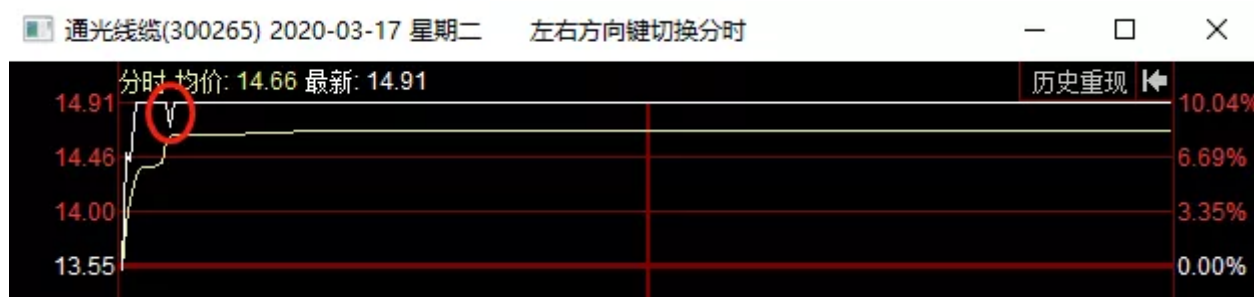 通光线缆(300265) 2020-03-17 星期二 左右方向键切换分时
分时 均价: 14.66 最新: 14.91 历史重现
14.91 10.04%
14.46 6.69%
14.00 3.35%
13.55 0.00%